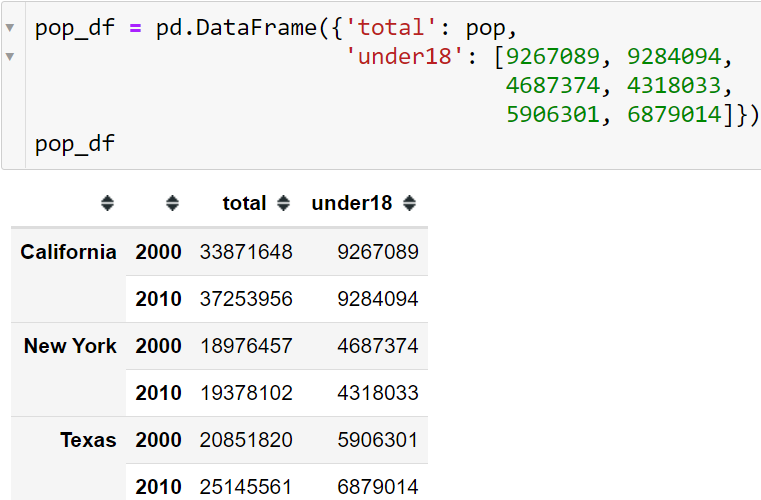 pop_df = pd.DataFrame({'total': pop,
'under18': [9267089, 9284094,
4687374, 4318033,
5906301, 6879014]})
pop_df
total under18
California 2000 33871648 9267089
2010 37253956 9284094
New York 2000 18976457 4687374
2010 19378102 4318033
Texas 2000 20851820 5906301
2010 25145561 6879014